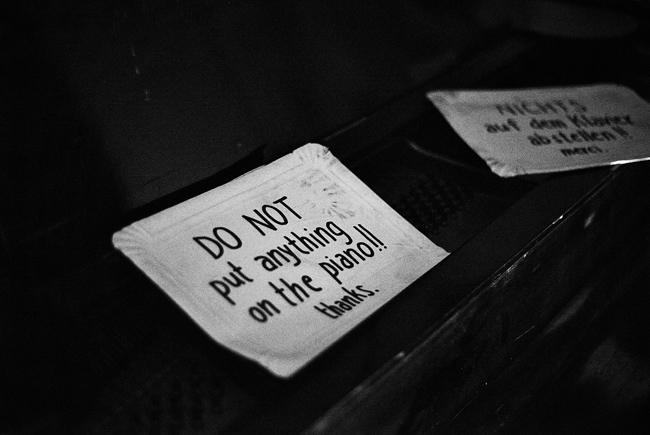 DO NOT
put anything
on the piano!!
thanks.
NICHTS
auf dem Klavier
abstellen!!
merci